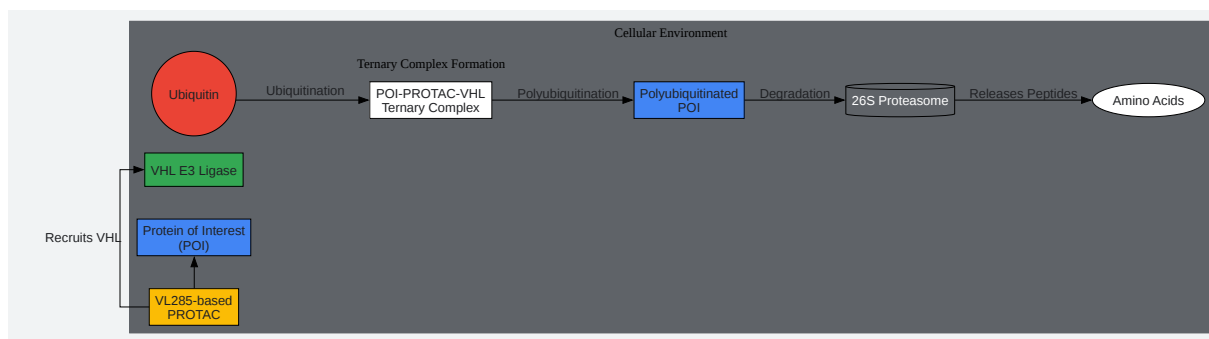 Cellular Environment
Ternary Complex Formation
Ubiquitin
Ubiquitination
POI-PROTAC-VHL
Ternary Complex
Polyubiquitination
Polyubiquitinated
POI
Degradation
26S Proteasome
Releases Peptides
Amino Acids
VHL E3 Ligase
Recruits VHL
Protein of Interest
(POI)
VL285-based
PROTAC